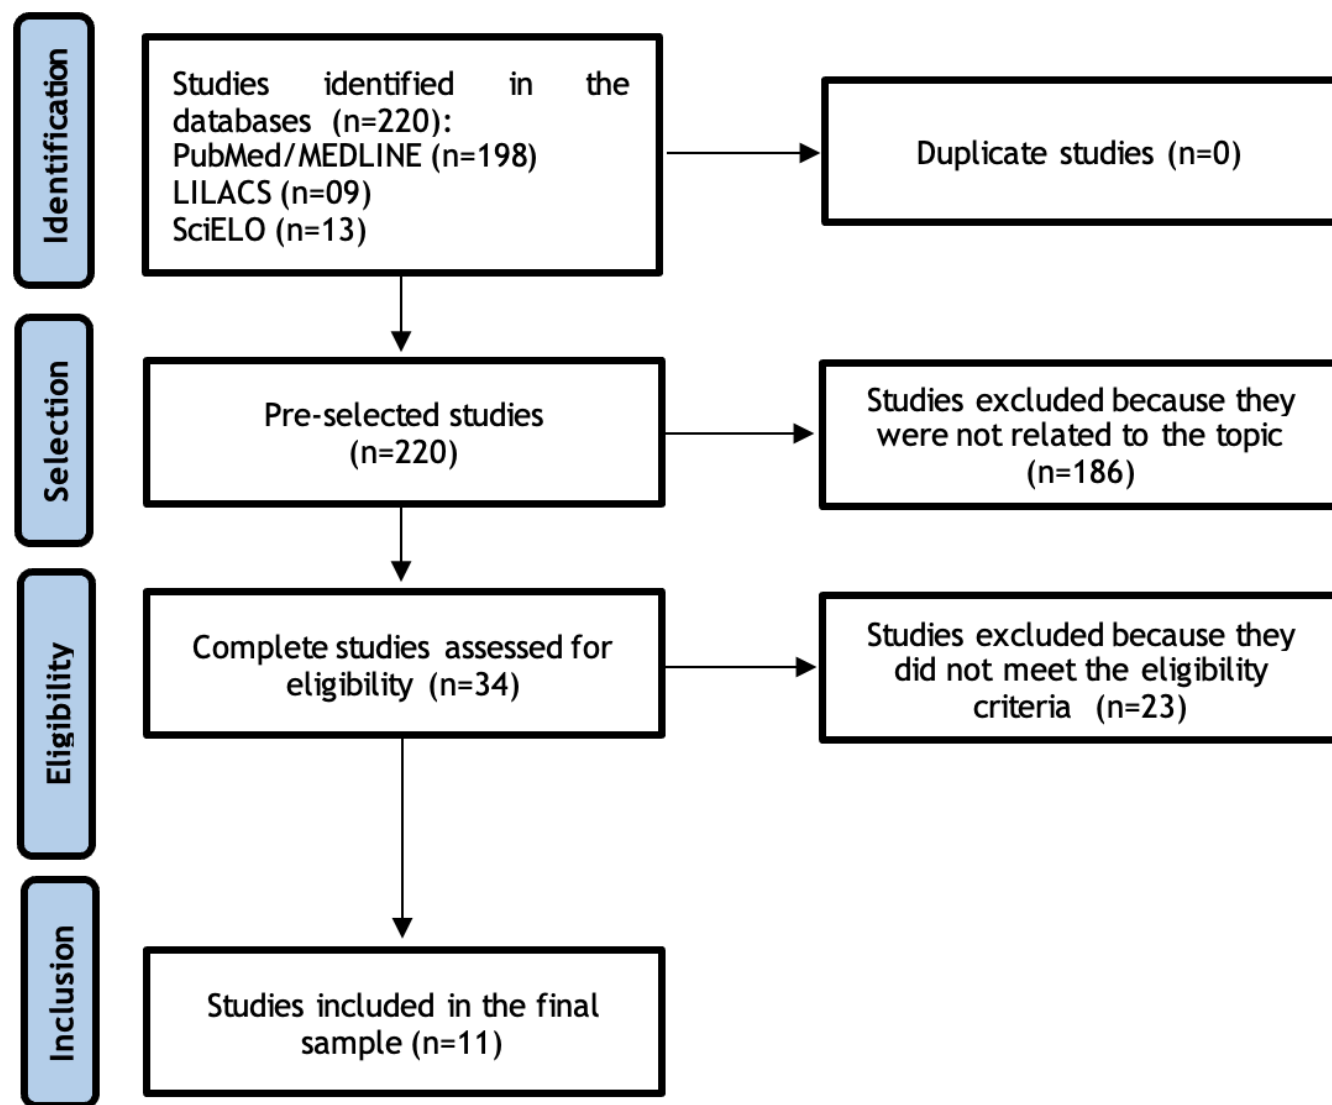 Identification
Studies identified in the
databases (n=220):
PubMed/MEDLINE (n=198)
LILACS (n=09)
SciELO (n=13)
Duplicate studies (n=0)
Selection
Pre-selected studies
(n=220)
Studies excluded because they
were not related to the topic
(n=186)
Eligibility
Complete studies assessed for
eligibility (n=34)
Studies excluded because they
did not meet the eligibility
criteria (n=23)
Inclusion
Studies included in the final
sample (n=11)